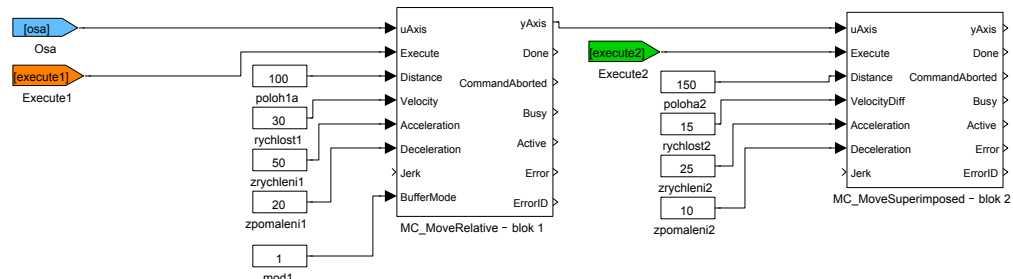 [osa]
Osa
[execute1]
Execute1
100
poloh1a
30
rychlost1
50
zrychleni1
20
zpomaleni1
1
mod1
uAxis
Execute
Distance
Velocity
Acceleration
Deceleration
Jerk
BufferMode
yAxis
Done
CommandAborted
Busy
Active
Error
ErrorID
MC_MoveRelative - blok 1
[execute2]
Execute2
150
poloha2
15
rychlost2
25
zrychleni2
10
zpomaleni2
uAxis
Execute
Distance
VelocityDiff
Acceleration
Deceleration
Jerk
yAxis
Done
CommandAborted
Busy
Active
Error
ErrorID
MC_MoveSuperimposed - blok 2